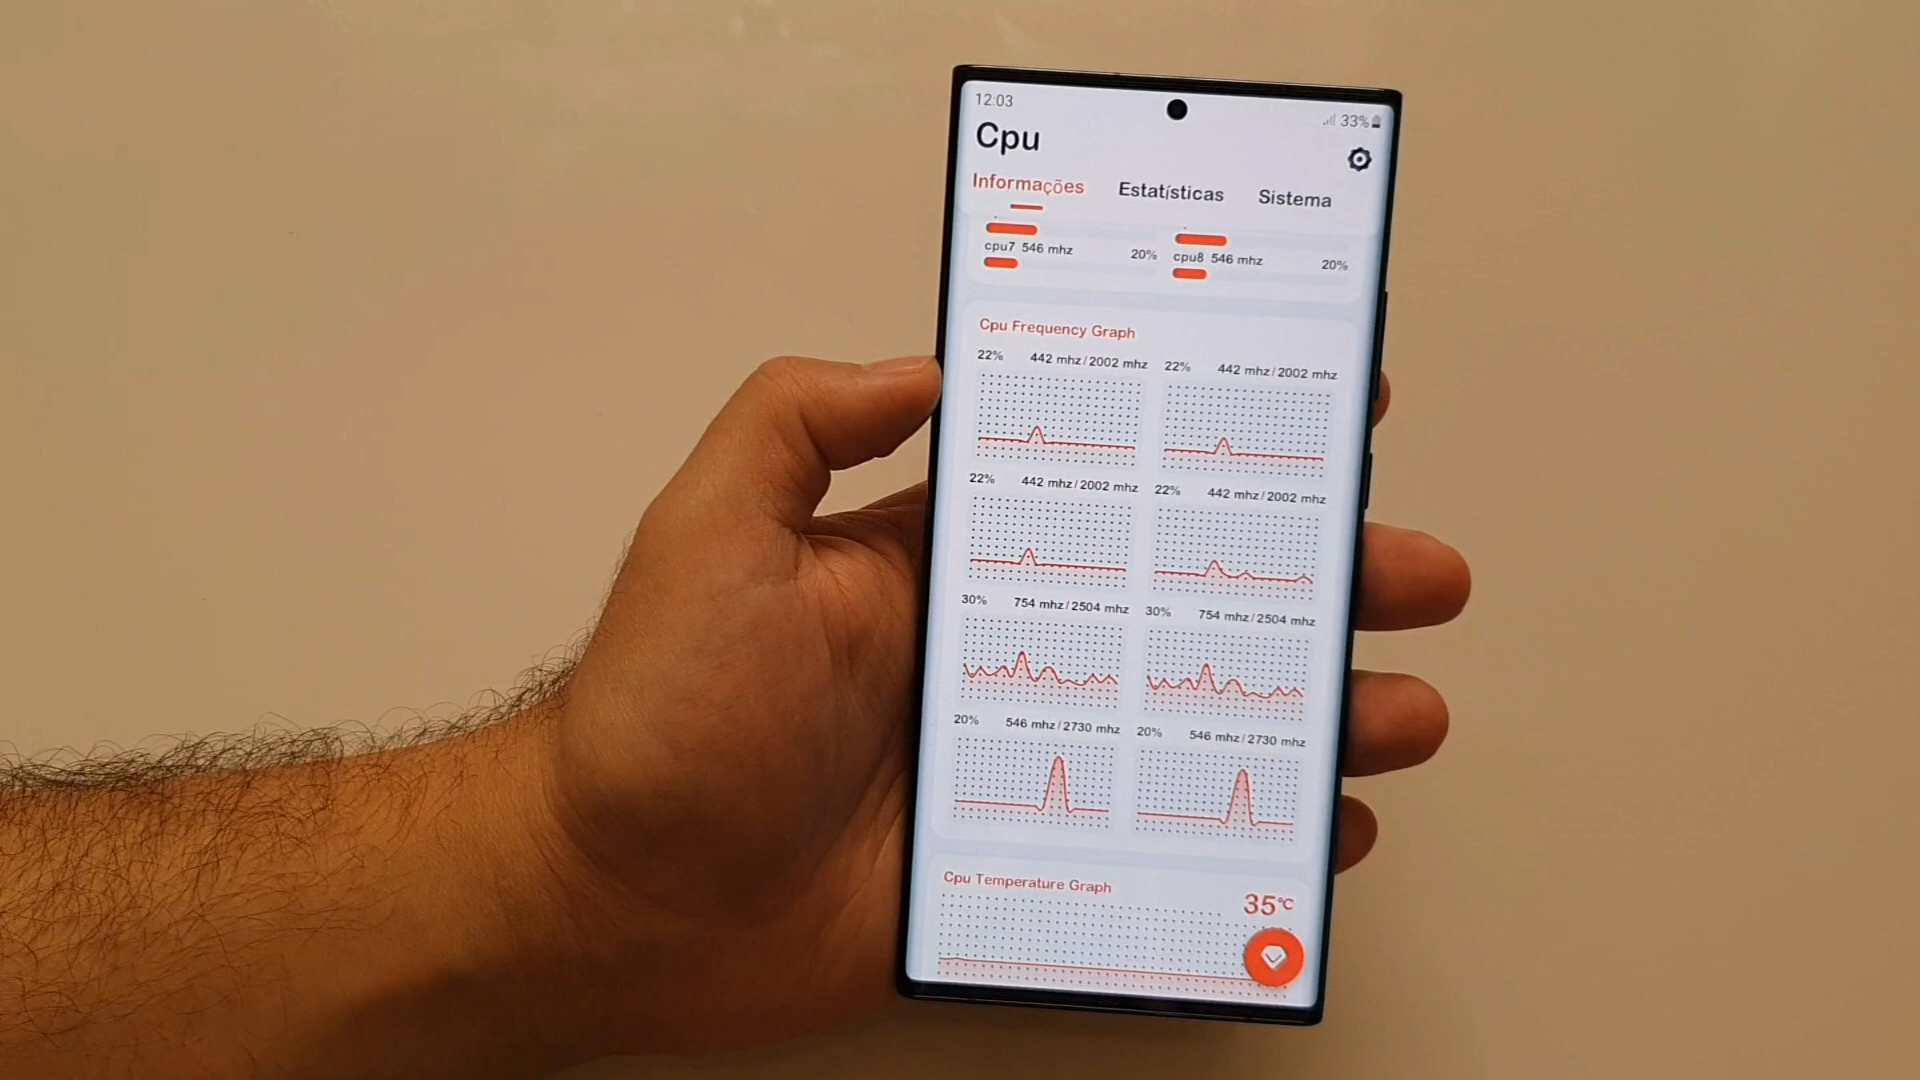 12:03
33%
Cpu
Informações Estatísticas Sistema
cpu7 546 mhz 20% cpu8 546 mhz 20%
Cpu Frequency Graph
22% 442 mhz/2002 mhz 22% 442 mhz/2002 mhz
22% 442 mhz/2002 mhz 22% 442 mhz/2002 mhz
30% 754 mhz/2504 mhz 30% 754 mhz/2504 mhz
20% 546 mhz/2730 mhz 20% 546 mhz/2730 mhz
Cpu Temperature Graph
35°C